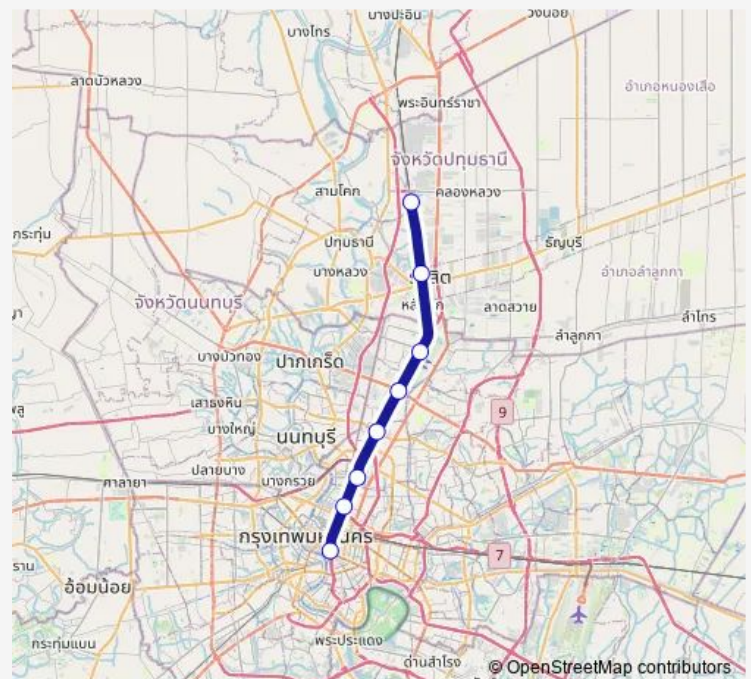 บางปะอิน
วังน้อย
บางไทร
ลาดบัวหลวง
อำเภอหนองเสือ
พระอินทร์ราชา
จังหวัดปทุมธานี
สามโคก
คลองหลวง
กระทุ่ม
ปทุมธานี
ธัญบุรี
บางหลวง
อำเภอลำลูกกา
จังหวัดนนทบุรี
ลาดสวาย
ลำไทร
ลำลูกกา
บางบัวทอง
ปากเกร็ด
เสาธงหิน
9
บางใหญ่
นนทบุรี
ปลายบาง
ศาลายา
บางกรวย
กรุงเทพมหานคร
7
อ้อมน้อย
กระทุ่มแบน
พระประแดง
ด่านสำโรง
© OpenStreetMap contributors